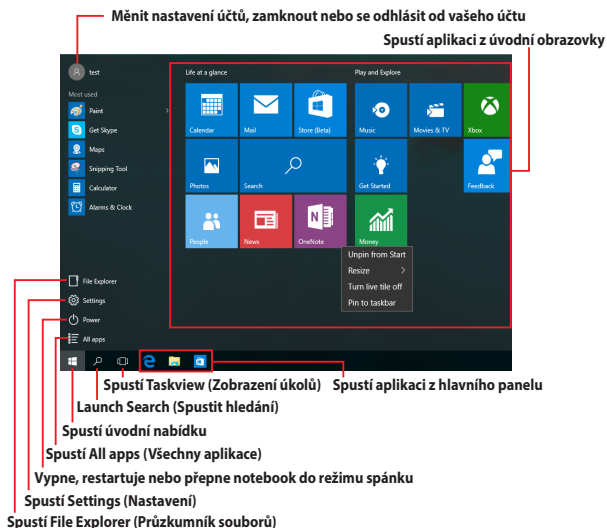 Měnit nastavení účtů, zamknout nebo se odhlásit od vašeho účtu
Spustí aplikaci z úvodní obrazovky
test
Most used
Paint
Get Skype
Maps
Snipping Tool
Calculator
Alarms & Clock
File Explorer
Settings
Power
All apps
Life at a glance
Play and Explore
Calendar
Mail
Store (Beta)
Music
Movies & TV
Xbox
Photos
Search
Get Started
Feedback
People
News
OneNote
Money
Unpin from Start
Resize
Turn live tile off
Pin to taskbar
Spustí Taskview (Zobrazení úkolů)
Spustí aplikaci z hlavního panelu
Launch Search (Spustit hledání)
Spustí úvodní nabídku
Spustí All apps (Všechny aplikace)
Vypne, restartuje nebo přepne notebook do režimu spánku
Spustí Settings (Nastavení)
Spustí File Explorer (Průzkumník souborů)